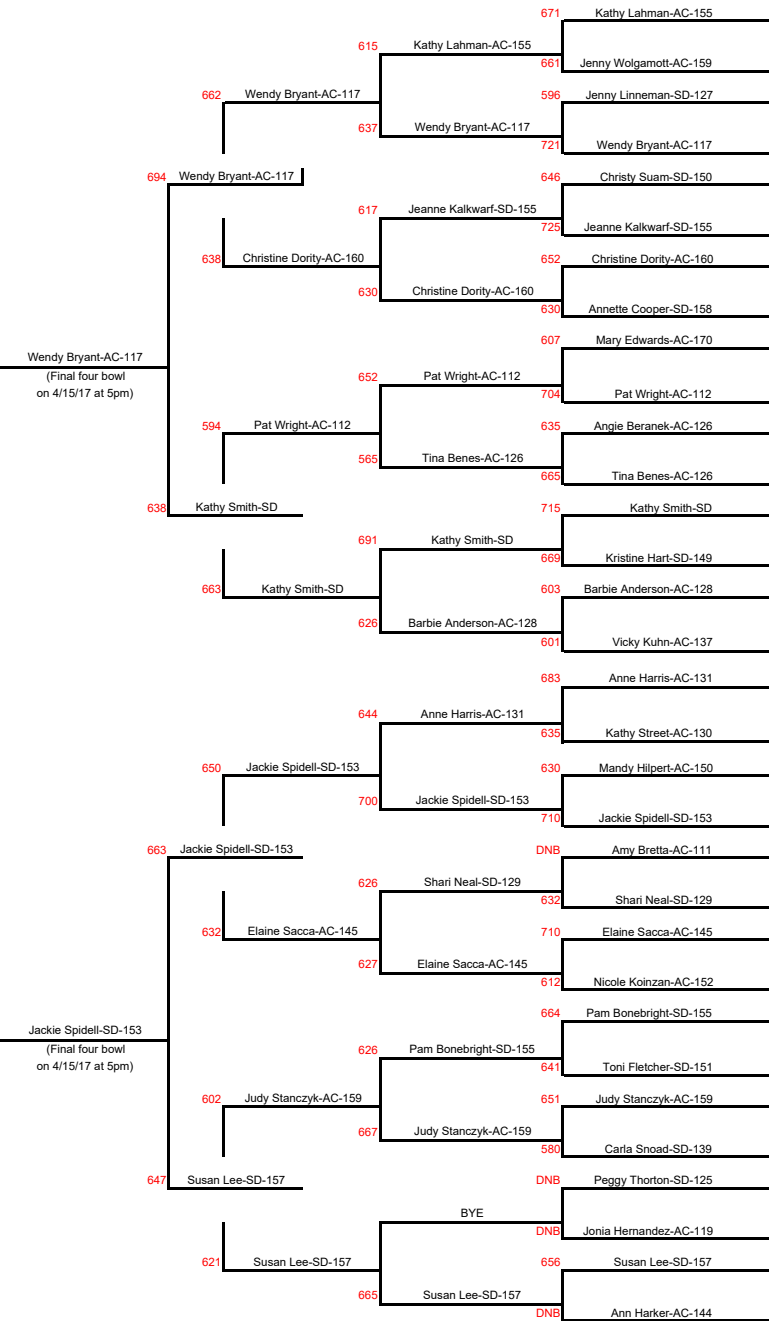 671 Kathy Lahman-AC-155
615 Kathy Lahman-AC-155
661 Jenny Wolgamott-AC-159
662 Wendy Bryant-AC-117
596 Jenny Linneman-SD-127
637 Wendy Bryant-AC-117
721 Wendy Bryant-AC-117
694 Wendy Bryant-AC-117
646 Christy Suam-SD-150
617 Jeanne Kalkwarf-SD-155
725 Jeanne Kalkwarf-SD-155
638 Christine Dority-AC-160
652 Christine Dority-AC-160
630 Christine Dority-AC-160
630 Annette Cooper-SD-158
607 Mary Edwards-AC-170
Wendy Bryant-AC-117
(Final four bowl
on 4/15/17 at 5pm)
652 Pat Wright-AC-112
704 Pat Wright-AC-112
594 Pat Wright-AC-112
635 Angie Beranek-AC-126
565 Tina Benes-AC-126
665 Tina Benes-AC-126
638 Kathy Smith-SD
715 Kathy Smith-SD
691 Kathy Smith-SD
669 Kristine Hart-SD-149
663 Kathy Smith-SD
603 Barbie Anderson-AC-128
626 Barbie Anderson-AC-128
601 Vicky Kuhn-AC-137
683 Anne Harris-AC-131
644 Anne Harris-AC-131
635 Kathy Street-AC-130
650 Jackie Spidell-SD-153
630 Mandy Hilpert-AC-150
700 Jackie Spidell-SD-153
710 Jackie Spidell-SD-153
663 Jackie Spidell-SD-153
DNB Amy Bretta-AC-111
626 Shari Neal-SD-129
632 Shari Neal-SD-129
632 Elaine Sacca-AC-145
710 Elaine Sacca-AC-145
627 Elaine Sacca-AC-145
612 Nicole Koinzan-AC-152
664 Pam Bonebright-SD-155
Jackie Spidell-SD-153
(Final four bowl
on 4/15/17 at 5pm)
626 Pam Bonebright-SD-155
641 Toni Fletcher-SD-151
602 Judy Stanczyk-AC-159
651 Judy Stanczyk-AC-159
667 Judy Stanczyk-AC-159
580 Carla Snoad-SD-139
647 Susan Lee-SD-157
DNB Peggy Thorton-SD-125
BYE
DNB Jonia Hernandez-AC-119
621 Susan Lee-SD-157
656 Susan Lee-SD-157
665 Susan Lee-SD-157
DNB Ann Harker-AC-144